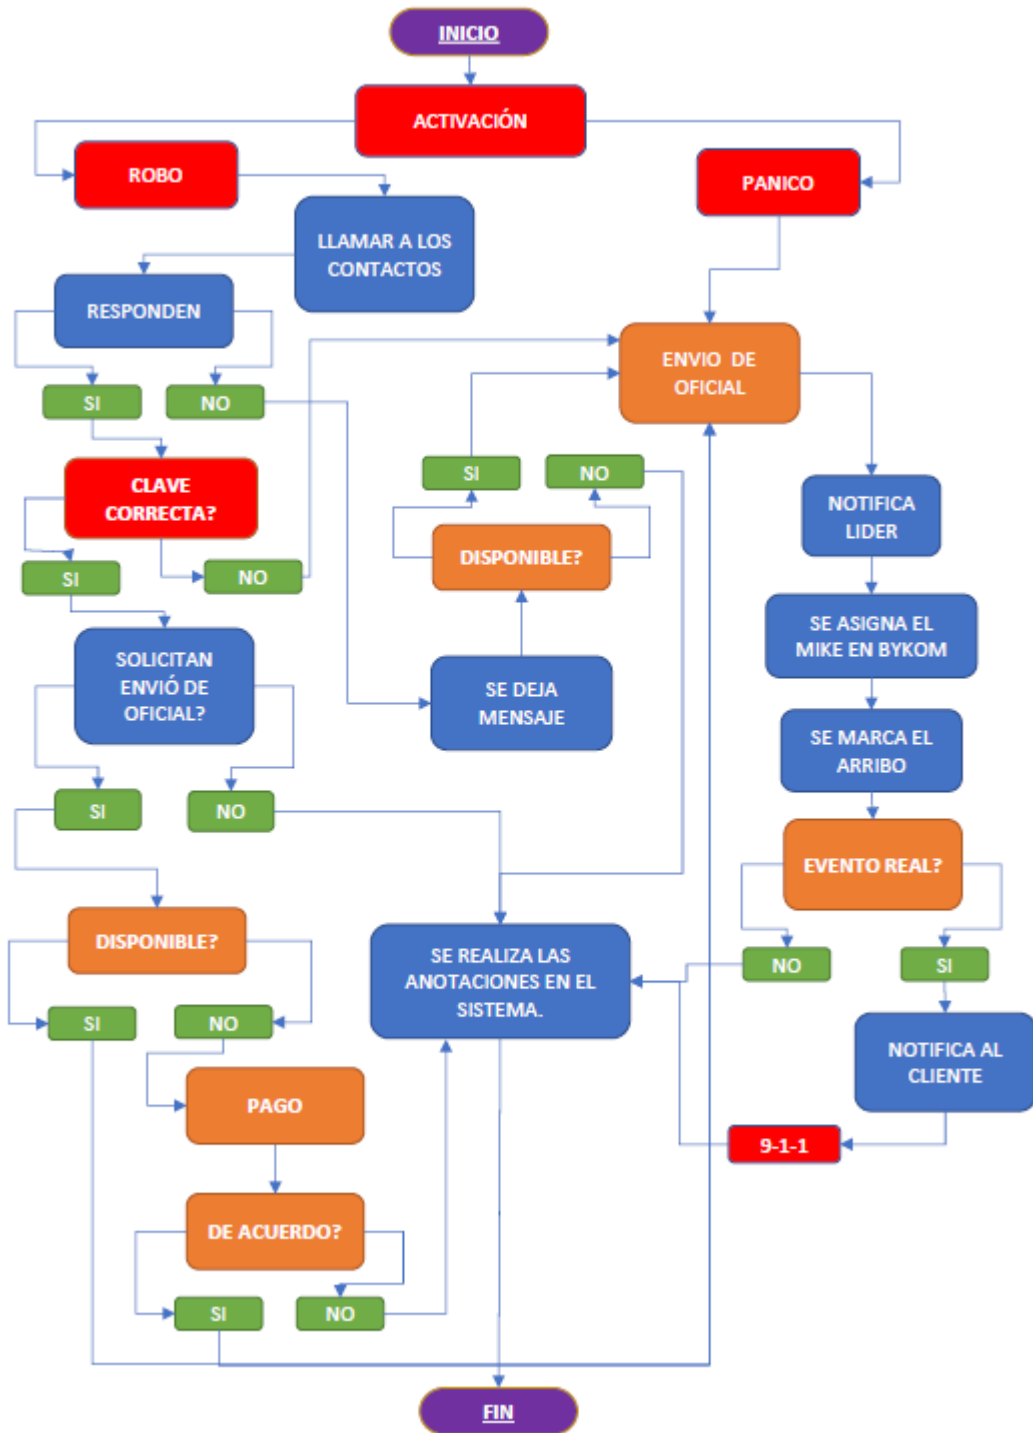 INICIO
ACTIVACIÓN
ROBO
PANICO
LLAMAR A LOS
CONTACTOS
RESPONDEN
SI
NO
ENVIO DE
OFICIAL
CLAVE
CORRECTA?
SI
NO
SI
NO
DISPONIBLE?
NOTIFICA
LIDER
SOLICITAN
ENVIÓ DE
OFICIAL?
SE DEJA
MENSAJE
SE ASIGNA EL
MIKE EN BYKOM
SE MARCA EL
ARRIBO
SI
NO
EVENTO REAL?
DISPONIBLE?
SE REALIZA LAS
ANOTACIONES EN EL
SISTEMA.
NO
SI
SI
NO
NOTIFICA AL
CLIENTE
PAGO
9-1-1
DE ACUERDO?
SI
NO
FIN